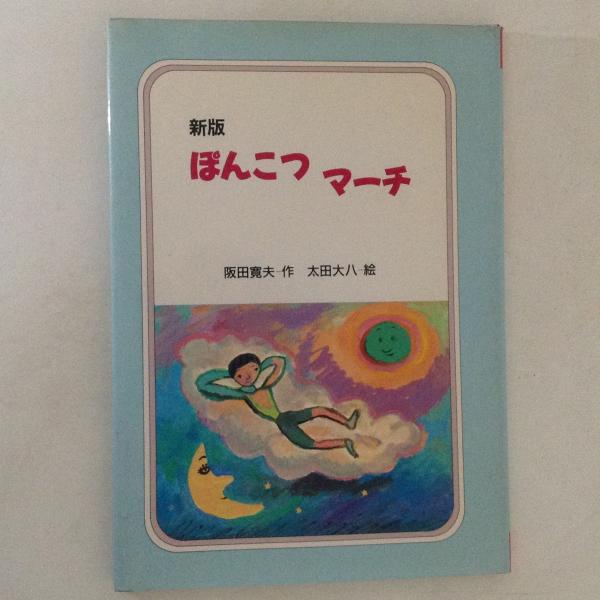 新版
ぽんこつ
マーチ
阪田寛夫-作 太田大八-絵